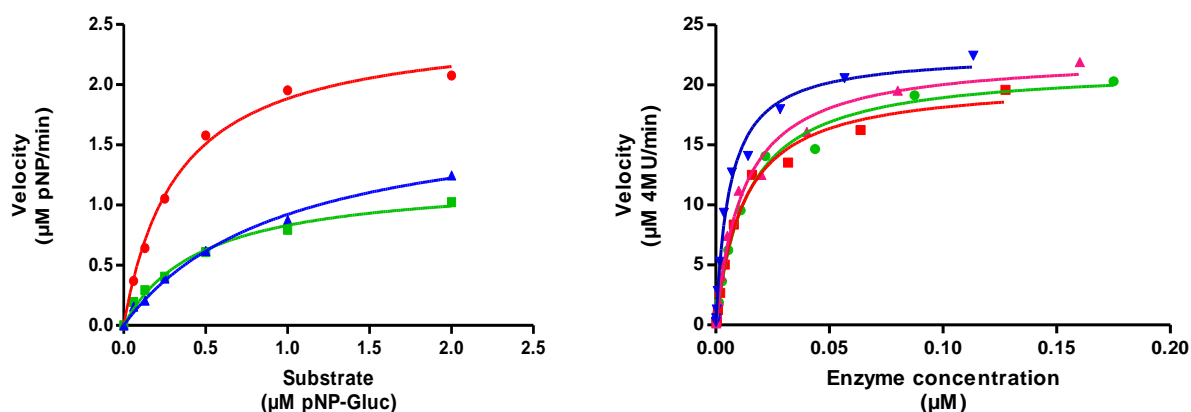 Velocity
(µM pNP/min)
2.5
2.0
1.5
1.0
0.5
0.0
0.0
0.5
1.0
1.5
2.0
2.5
Substrate
(µM pNP-Gluc)
Velocity
(µM 4MU/min)
25
20
15
10
5
0
0.00
0.05
0.10
0.15
0.20
Enzyme concentration
(µM)